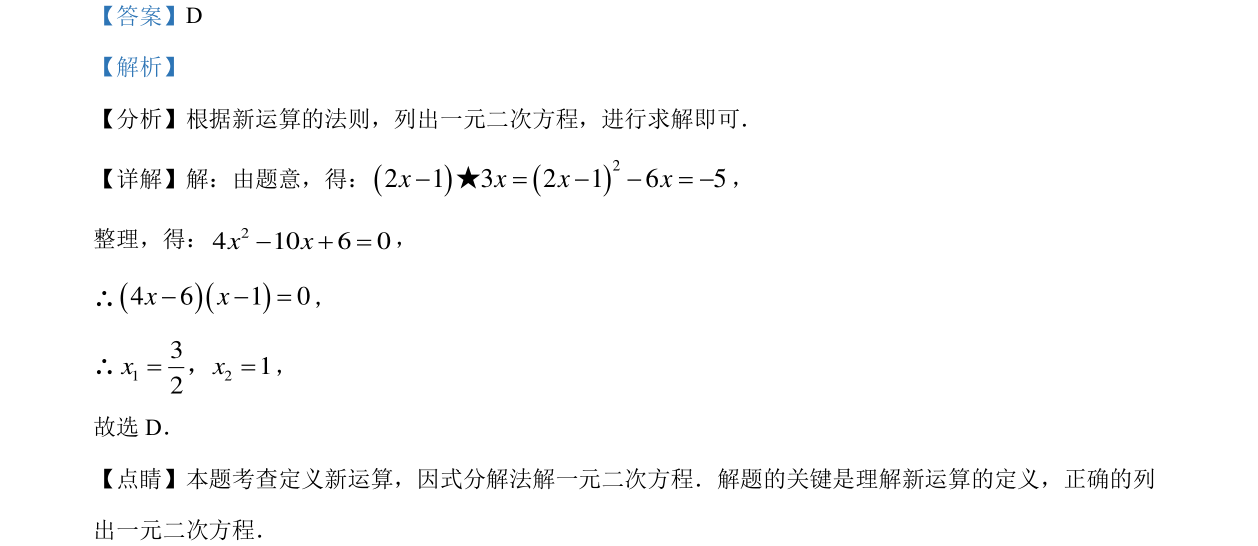 【答案】D
【解析】
【分析】根据新运算的法则，列出一元二次方程，进行求解即可．
【详解】解：由题意，得：(2x−1)★3x=(2x−1)²−6x=−5，
整理，得：4x²−10x+6=0，
∴(4x−6)(x−1)=0，
∴x₁=3/2，x₂=1，
故选 D．
【点睛】本题考查定义新运算，因式分解法解一元二次方程．解题的关键是理解新运算的定义，正确的列
出一元二次方程．